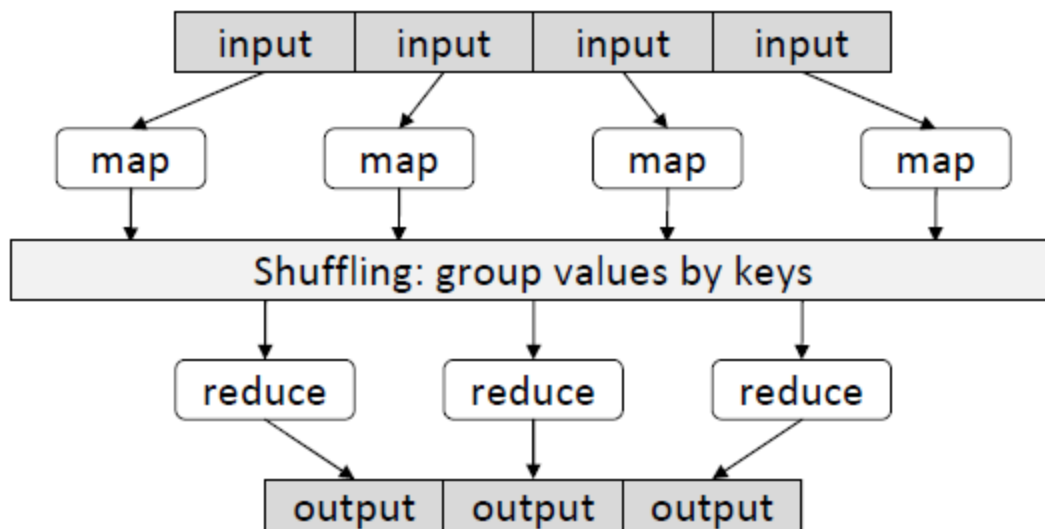 input input input input
map map map map
Shuffling: group values by keys
reduce reduce reduce
output output output